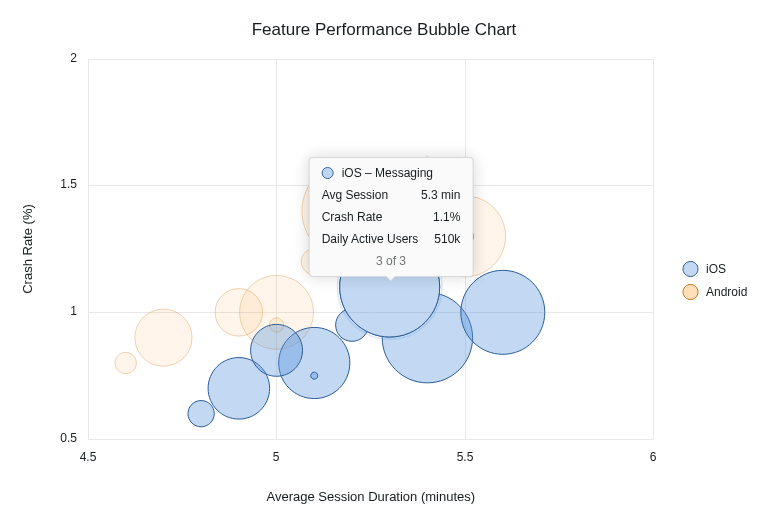 Feature Performance Bubble Chart
2
1.5
1
0.5
Crash Rate (%)
4.5
5
5.5
6
Average Session Duration (minutes)
iOS – Messaging
Avg Session 5.3 min
Crash Rate 1.1%
Daily Active Users 510k
3 of 3
iOS
Android